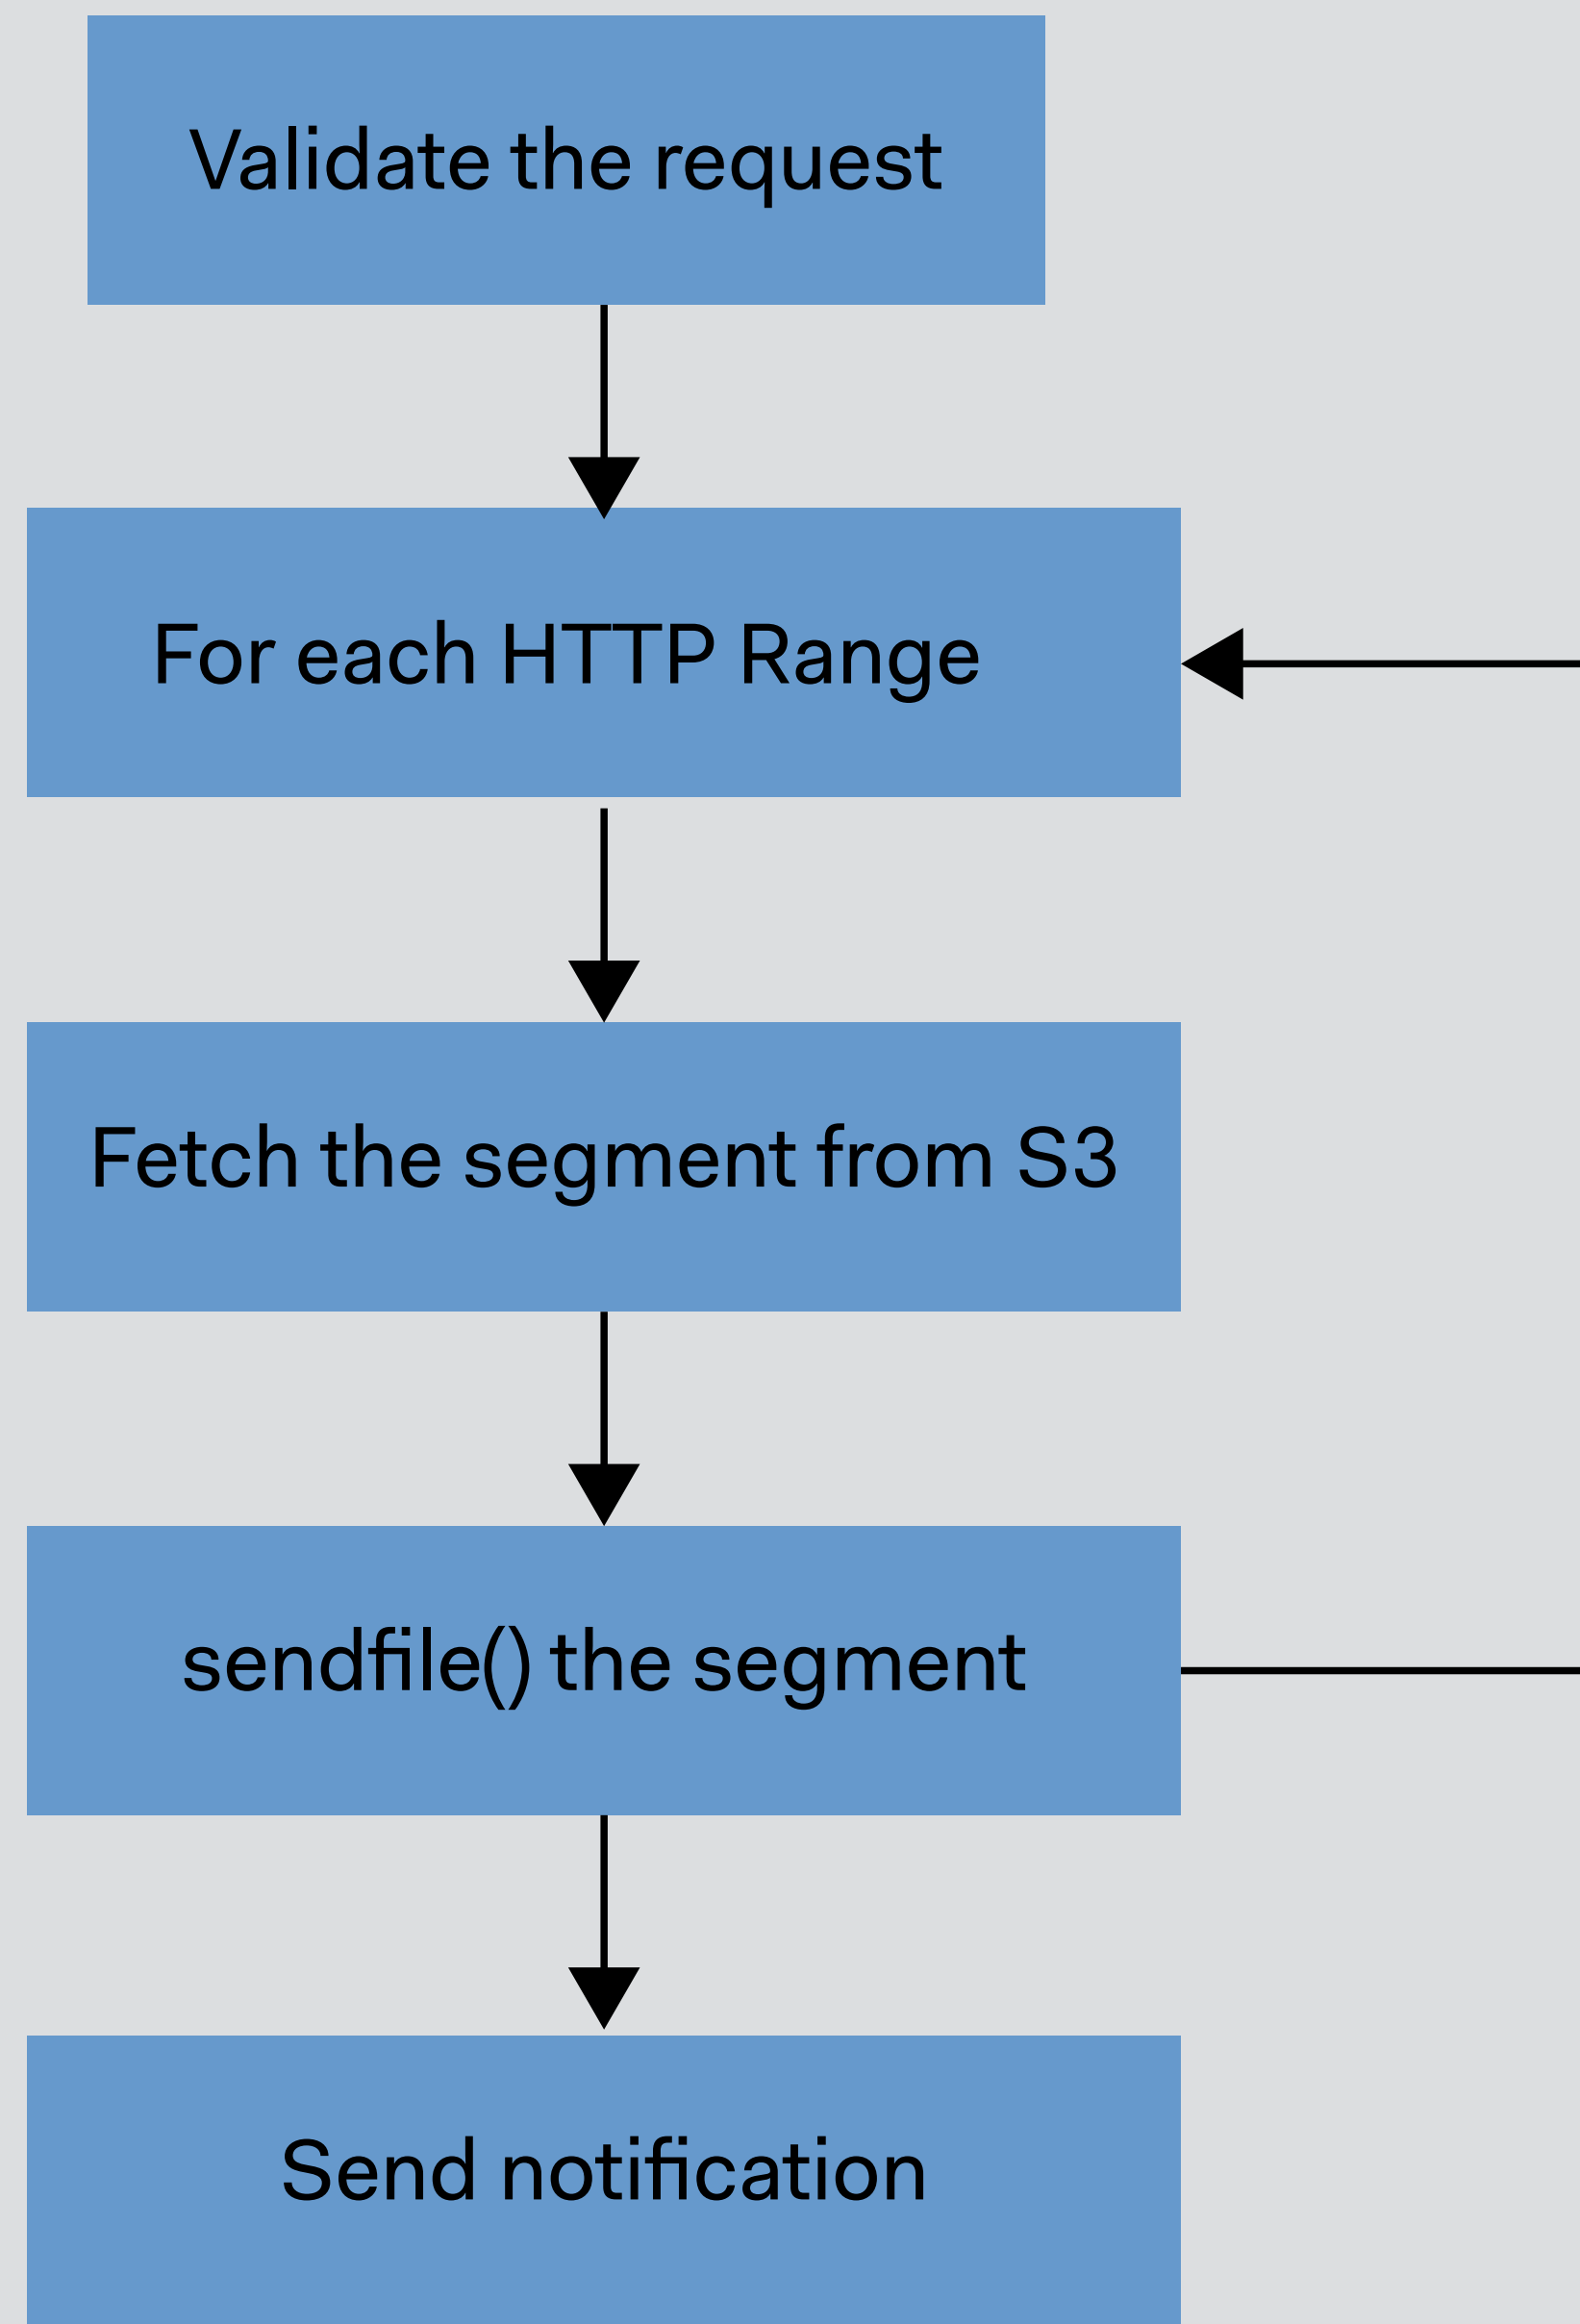 Validate the request
For each HTTP Range
Fetch the segment from S3
sendfile() the segment
Send notification